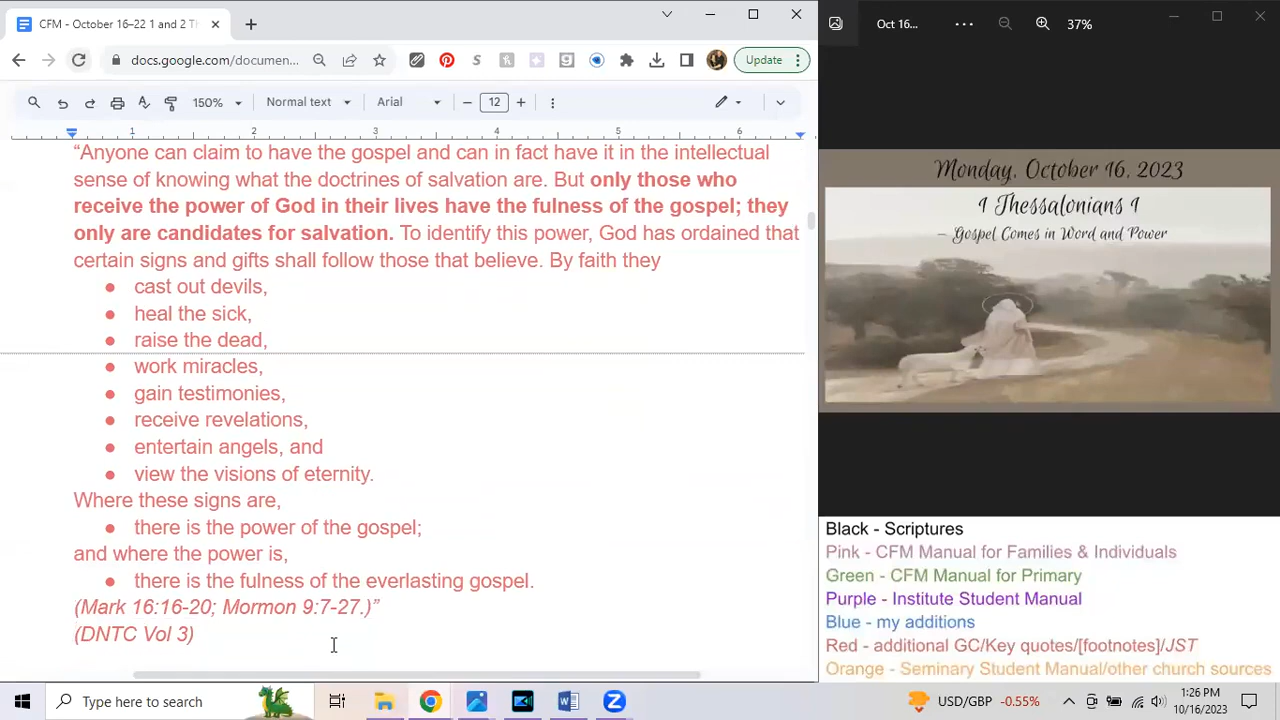 CFM - October 16–22 1 and 2 Th
docs.google.com/documen...
Update
150%
Normal text
Arial
12
1 2 3 4 5 6
“Anyone can claim to have the gospel and can in fact have it in the intellectual
sense of knowing what the doctrines of salvation are. But only those who
receive the power of God in their lives have the fulness of the gospel; they
only are candidates for salvation. To identify this power, God has ordained that
certain signs and gifts shall follow those that believe. By faith they
● cast out devils,
● heal the sick,
● raise the dead,
● work miracles,
● gain testimonies,
● receive revelations,
● entertain angels, and
● view the visions of eternity.
Where these signs are,
● there is the power of the gospel;
and where the power is,
● there is the fulness of the everlasting gospel.
(Mark 16:16-20; Mormon 9:7-27.)”
(DNTC Vol 3)
Oct 16...
37%
Monday, October 16, 2023
1 Thessalonians 1
– Gospel Comes in Word and Power
Black - Scriptures
Pink - CFM Manual for Families & Individuals
Green - CFM Manual for Primary
Purple - Institute Student Manual
Blue - my additions
Red - additional GC/Key quotes/[footnotes]/JST
Orange - Seminary Student Manual/other church sources
Type here to search
USD/GBP -0.55%
1:26 PM
10/16/2023